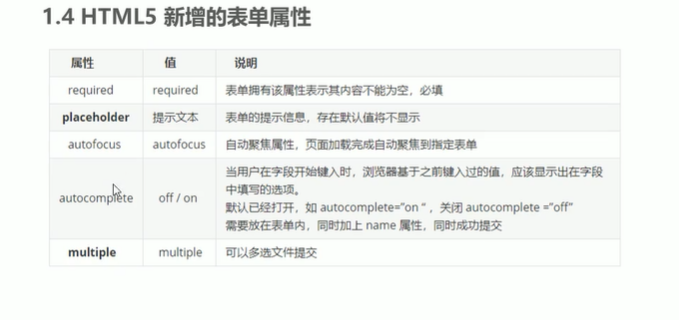 1.4 HTML5 新增的表单属性
属性 值 说明
required required 表单拥有该属性表示其内容不能为空，必填
placeholder 提示文本 表单的提示信息，存在默认值将不显示
autofocus autofocus 自动聚焦属性，页面加载完成自动聚焦到指定表单
autocomplete off / on 当用户在字段开始键入时，浏览器基于之前键入过的值，应该显示出在字段
中填写的选项。
默认已经打开，如 autocomplete="on "，关闭 autocomplete ="off"
需要放在表单内，同时加上 name 属性，同时成功提交
multiple multiple 可以多选文件提交